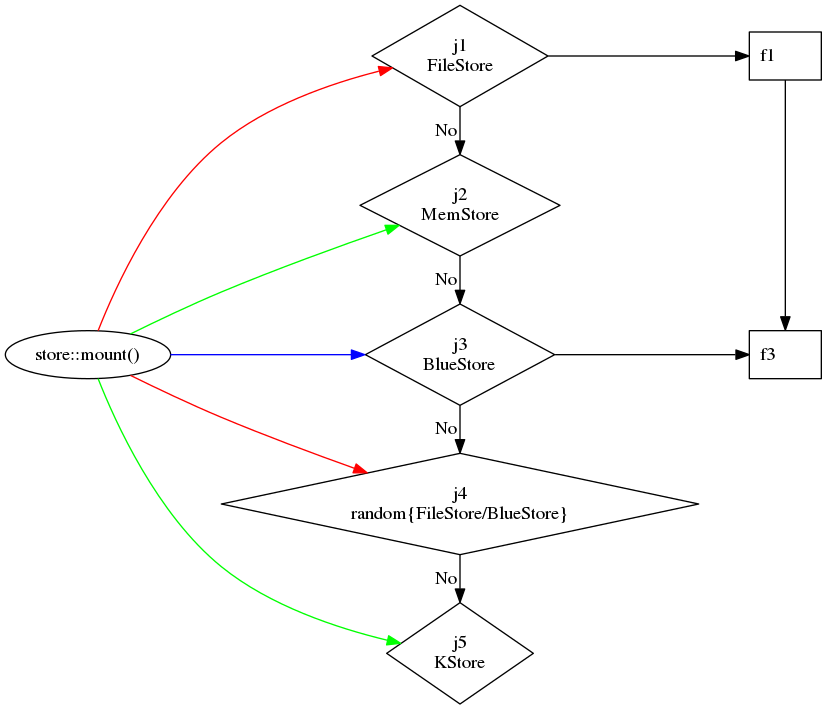 j1
FileStore
f1
No
j2
MemStore
No
store::mount()
j3
BlueStore
f3
No
j4
random{FileStore/BlueStore}
No
j5
KStore